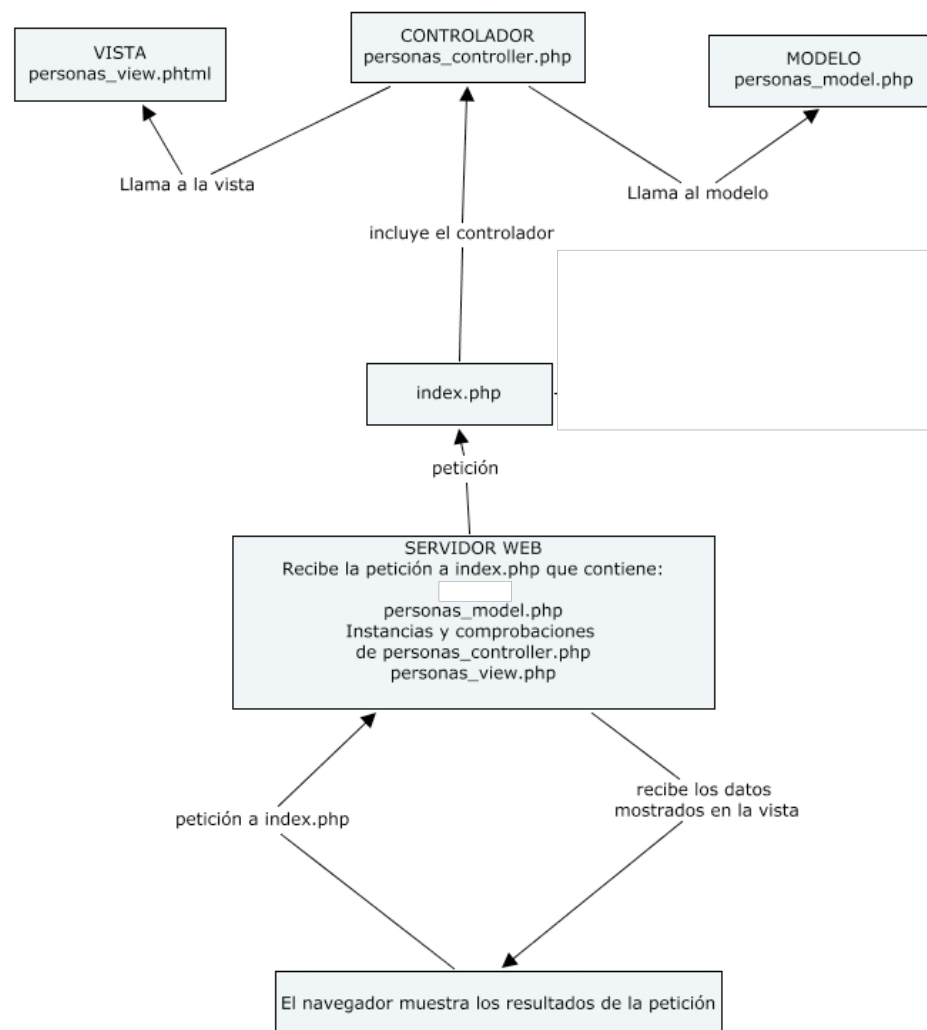 VISTA
personas_view.phtml
CONTROLADOR
personas_controller.php
MODELO
personas_model.php
Llama a la vista
Llama al modelo
incluye el controlador
index.php
petición
SERVIDOR WEB
Recibe la petición a index.php que contiene:
personas_model.php
Instancias y comprobaciones
de personas_controller.php
personas_view.php
petición a index.php
recibe los datos
mostrados en la vista
El navegador muestra los resultados de la petición